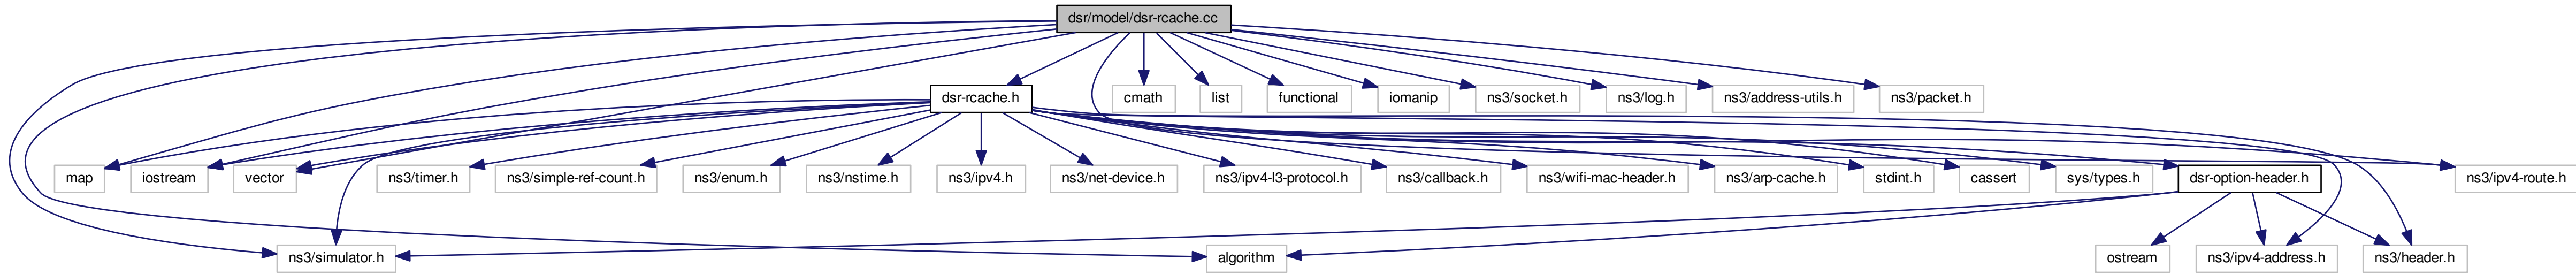 dsr/model/dsr-rcache.cc
dsr-rcache.h
cmath
list
functional
iomanip
ns3/socket.h
ns3/log.h
ns3/address-utils.h
ns3/packet.h
map
iostream
vector
ns3/timer.h
ns3/simple-ref-count.h
ns3/enum.h
ns3/nstime.h
ns3/ipv4.h
ns3/net-device.h
ns3/ipv4-l3-protocol.h
ns3/callback.h
ns3/wifi-mac-header.h
ns3/arp-cache.h
stdint.h
cassert
sys/types.h
dsr-option-header.h
ns3/ipv4-route.h
ns3/simulator.h
algorithm
ostream
ns3/ipv4-address.h
ns3/header.h